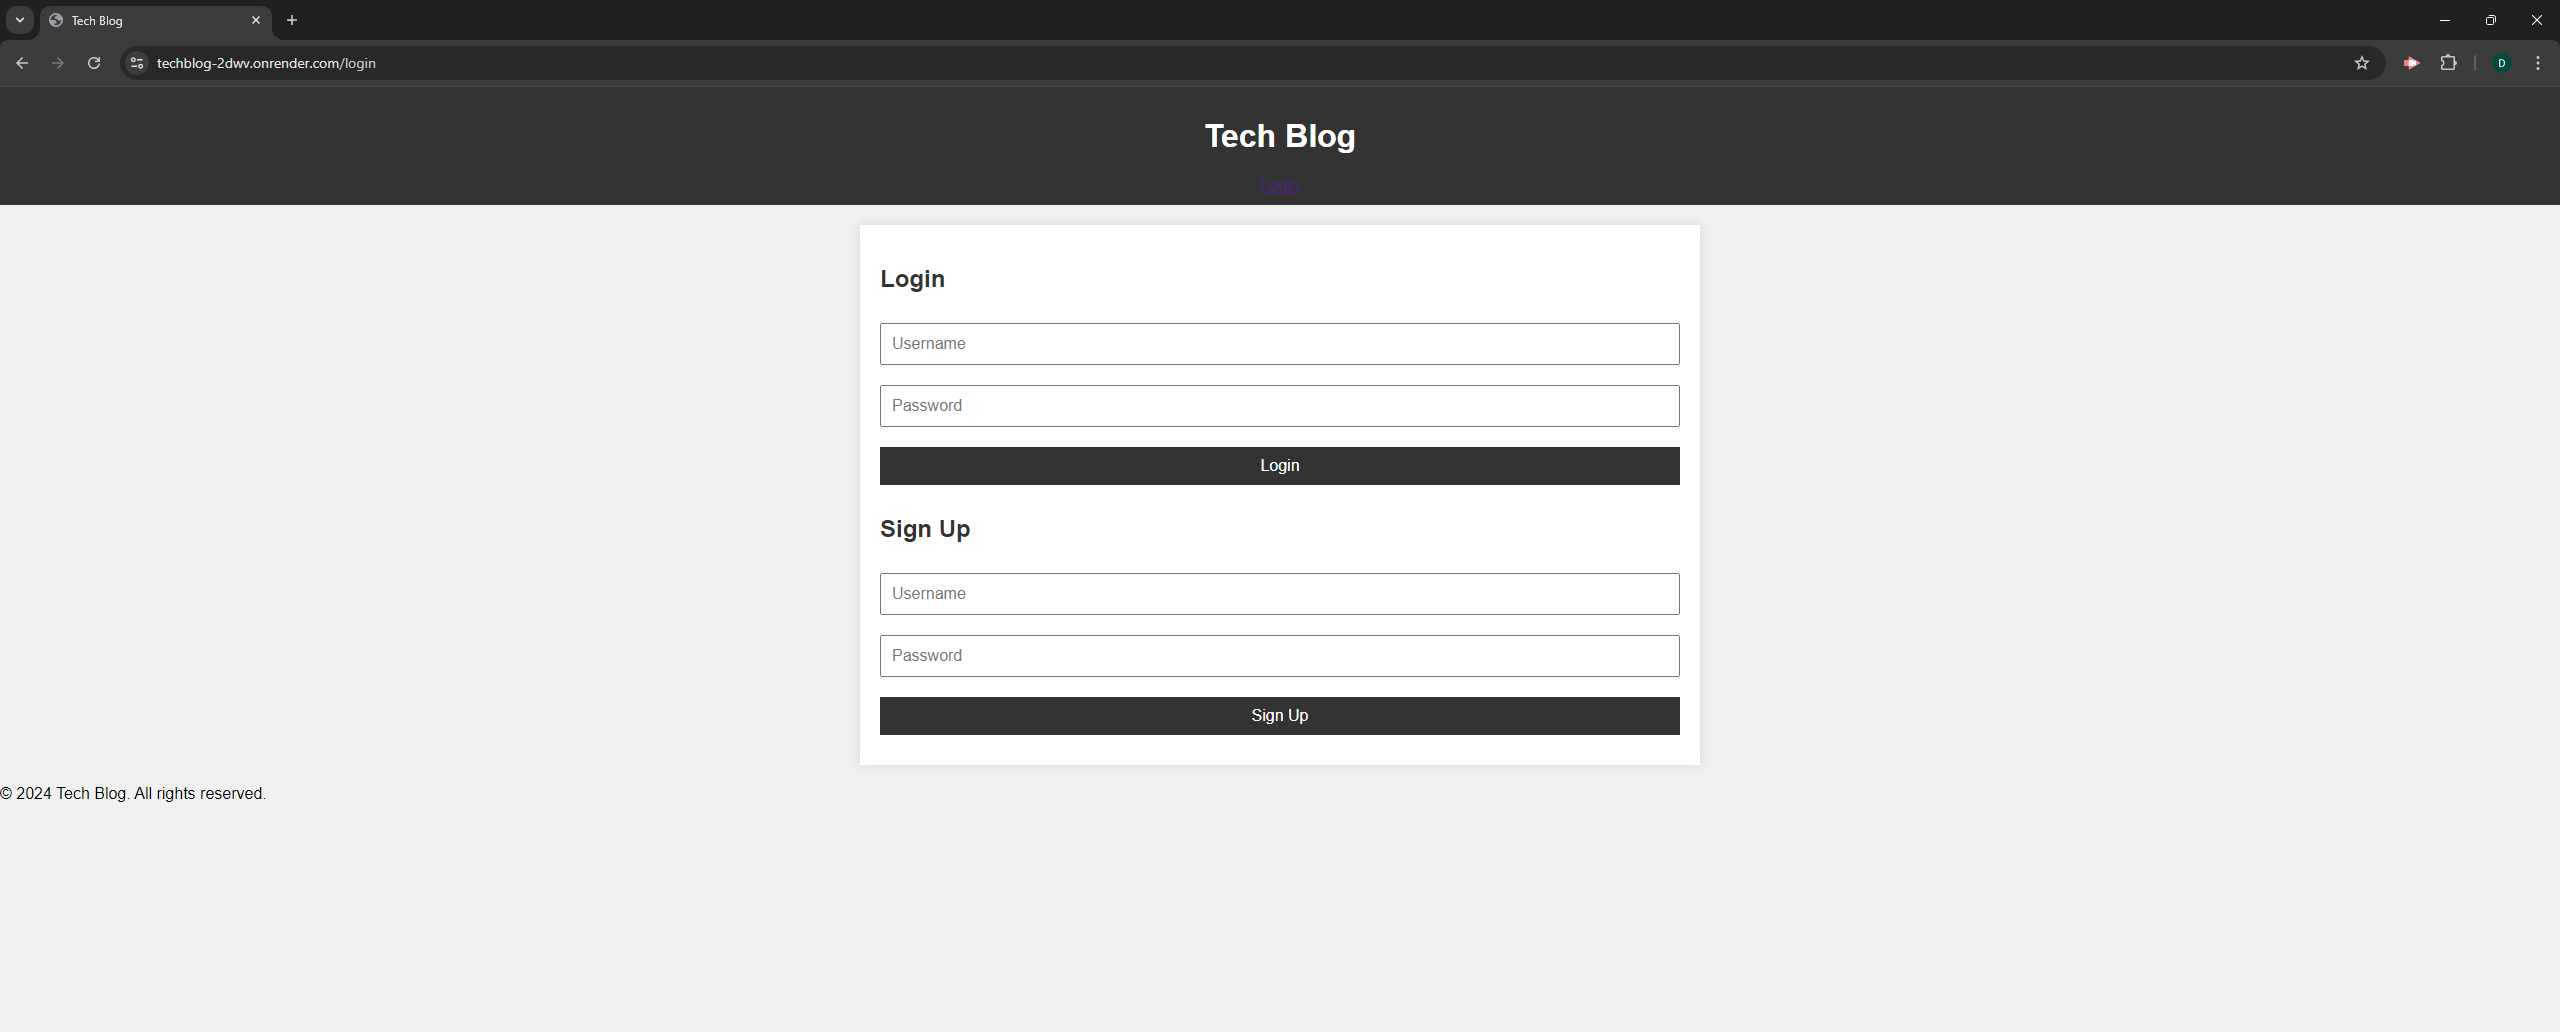 Tech Blog
techblog-2dwv.onrender.com/login
D
Tech Blog
Login
Login
Username
Password
Login
Sign Up
Username
Password
Sign Up
© 2024 Tech Blog. All rights reserved.